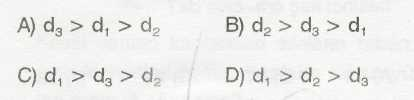 A) d₃ > d₁ > d₂ B) d₂ > d₃ > d₁
C) d₁ > d₃ > d₂ D) d₁ > d₂ > d₃